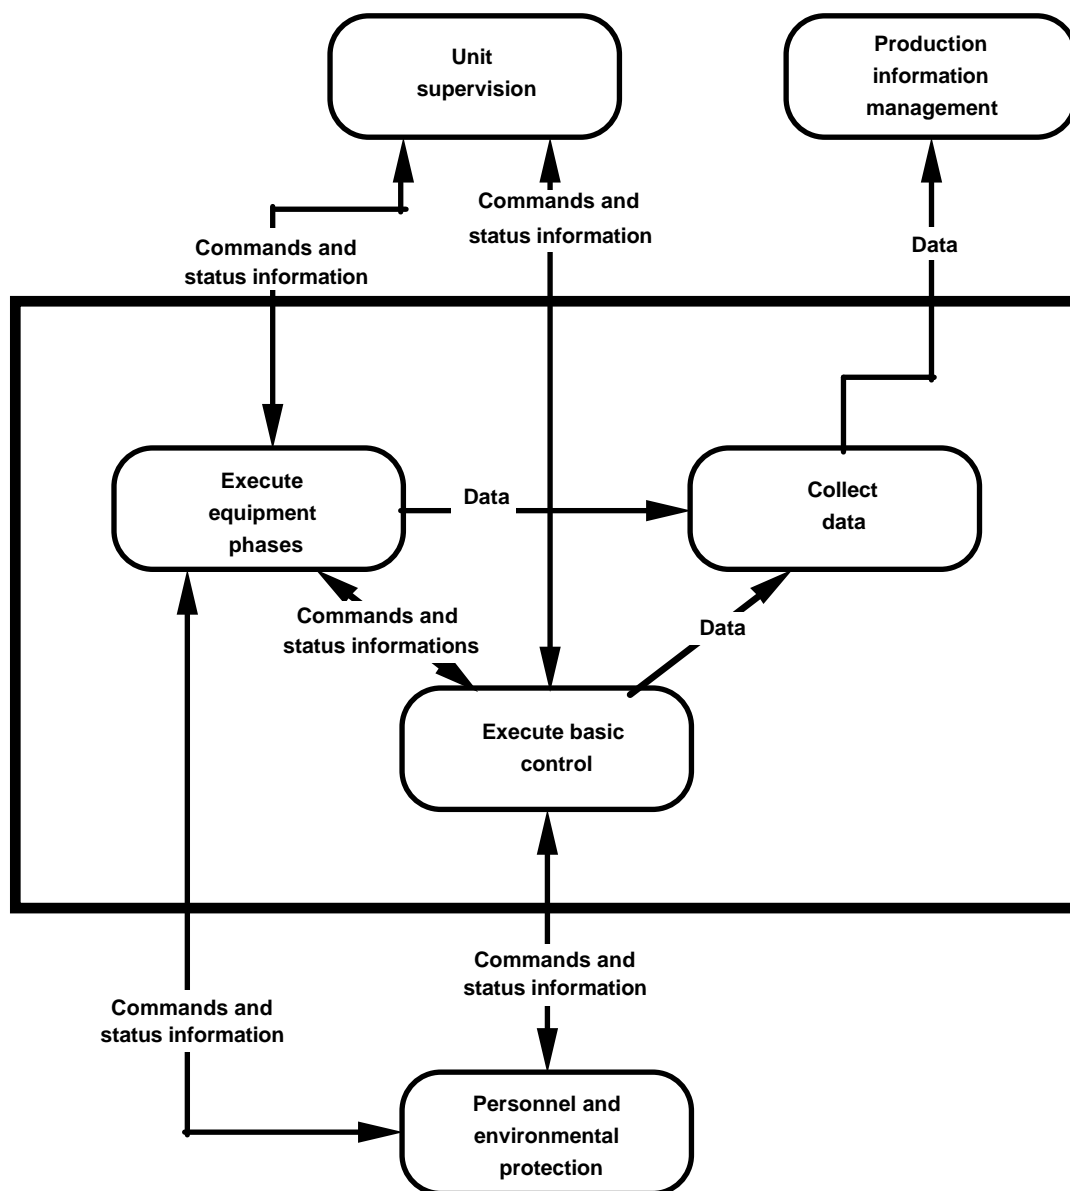 Unit
supervision
Production
information
management
Commands and
status information
Commands and
status information
Data
Execute
equipment
phases
Data
Collect
data
Commands and
status informations
Data
Execute basic
control
Commands and
status information
Commands and
status information
Personnel and
environmental
protection